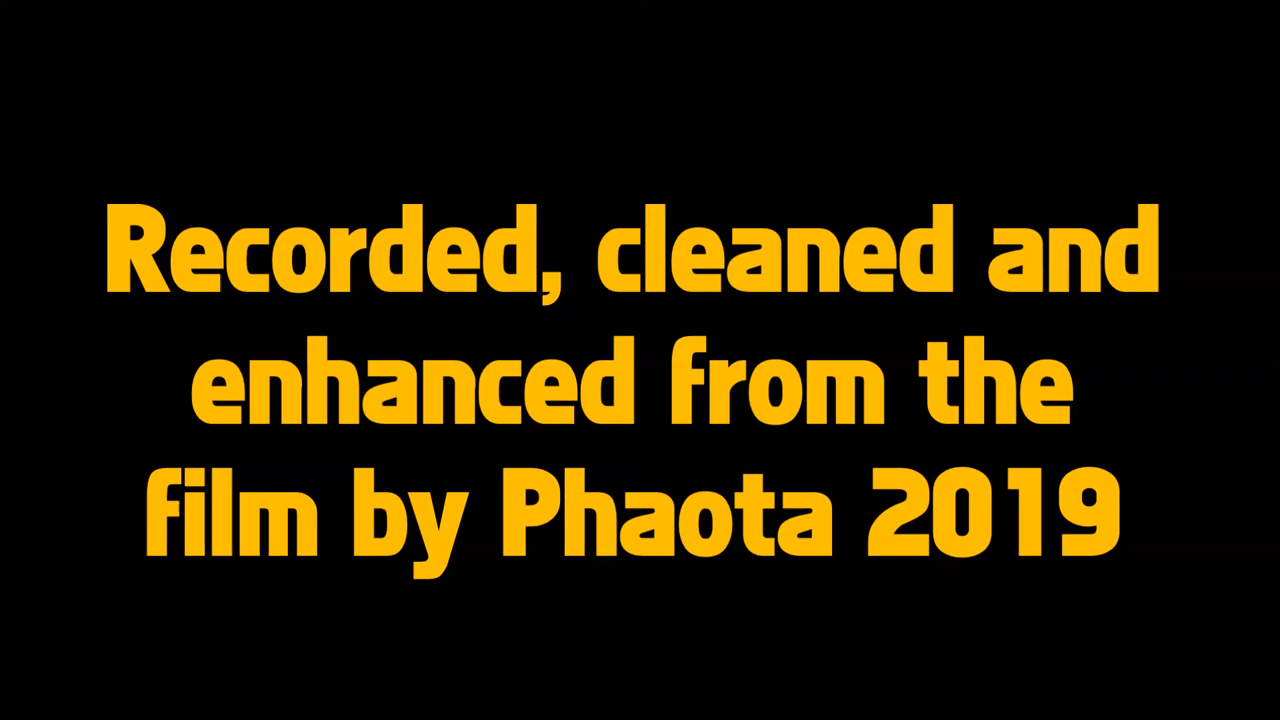 Recorded, cleaned and
enhanced from the
film by Phaota 2019